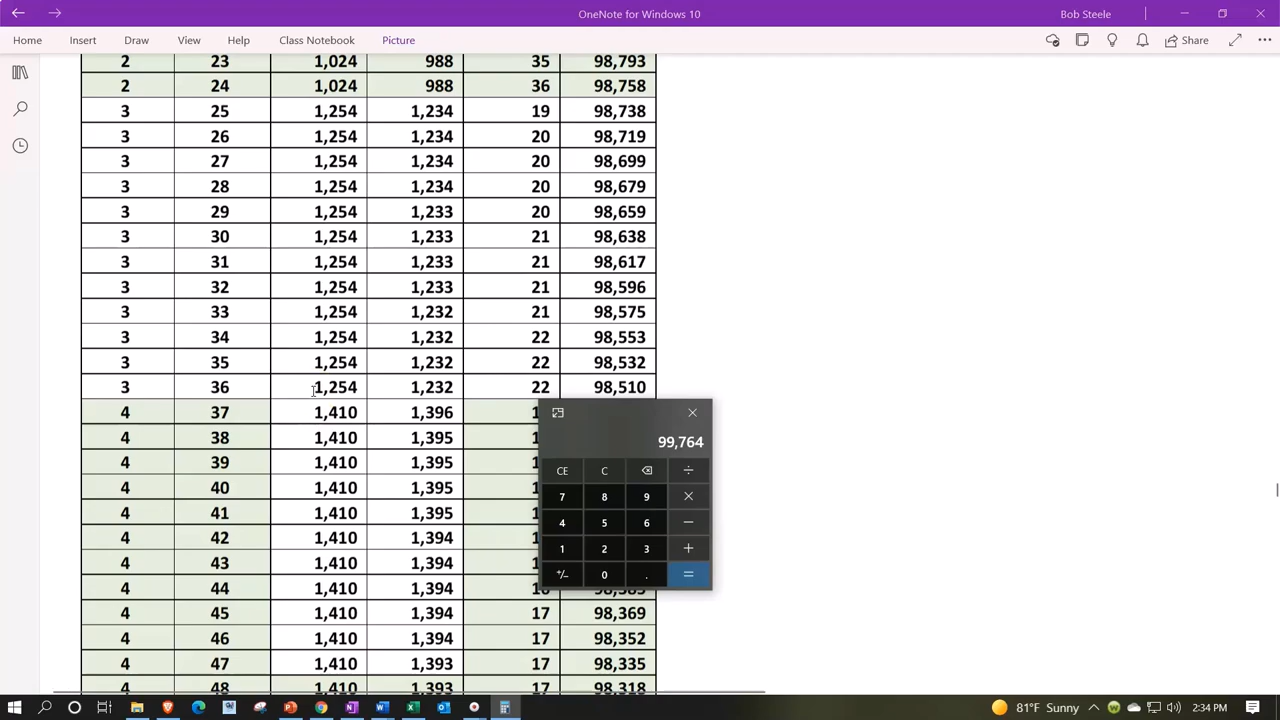 OneNote for Windows 10
Bob Steele
Home Insert Draw View Help Class Notebook Picture
Share
2 23 1,024 988 35 98,793
2 24 1,024 988 36 98,758
3 25 1,254 1,234 19 98,738
3 26 1,254 1,234 20 98,719
3 27 1,254 1,234 20 98,699
3 28 1,254 1,234 20 98,679
3 29 1,254 1,233 20 98,659
3 30 1,254 1,233 21 98,638
3 31 1,254 1,233 21 98,617
3 32 1,254 1,233 21 98,596
3 33 1,254 1,232 21 98,575
3 34 1,254 1,232 22 98,553
3 35 1,254 1,232 22 98,532
3 36 1,254 1,232 22 98,510
4 37 1,410 1,396
4 38 1,410 1,395
4 39 1,410 1,395
4 40 1,410 1,395
4 41 1,410 1,395
4 42 1,410 1,394
4 43 1,410 1,394
4 44 1,410 1,394
4 45 1,410 1,394 17 98,369
4 46 1,410 1,394 17 98,352
4 47 1,410 1,393 17 98,335
4 48 1,410 1,393 17 98,318
99,764
CE C ÷
7 8 9 ×
4 5 6 −
1 2 3 +
+/− 0 . =
81°F Sunny
2:34 PM